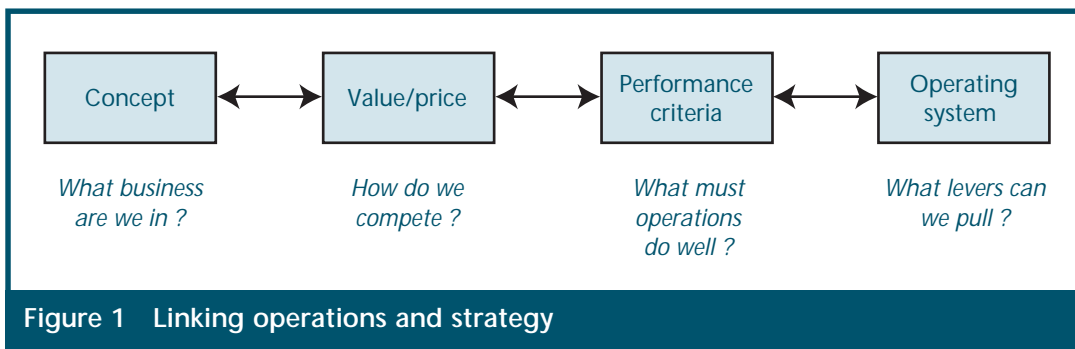 Concept
Value/price
Performance
criteria
Operating
system
What business
are we in ?
How do we
compete ?
What must
operations
do well ?
What levers can
we pull ?
Figure 1 Linking operations and strategy